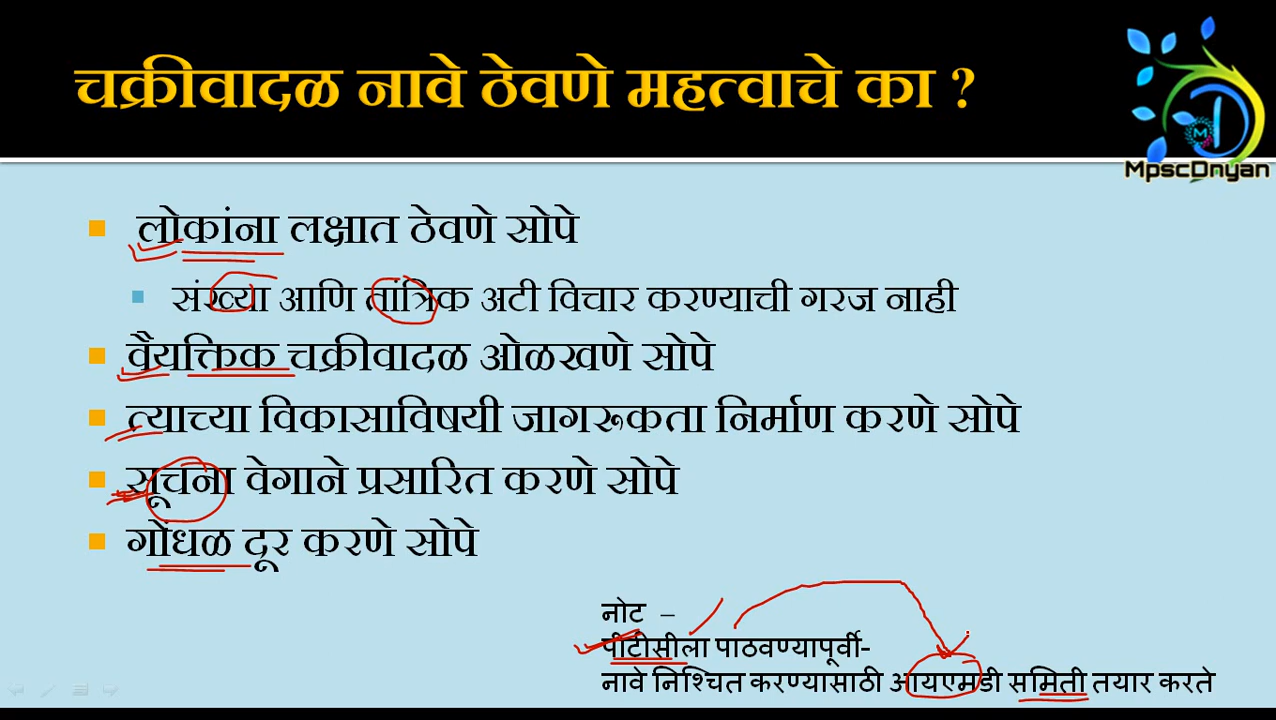 चक्रीवादळ नावे ठेवणे महत्वाचे का ?
MpscDnyan
लोकांना लक्षात ठेवणे सोपे
संख्या आणि तांत्रिक अटी विचार करण्याची गरज नाही
वैयक्तिक चक्रीवादळ ओळखणे सोपे
त्याच्या विकासाविषयी जागरूकता निर्माण करणे सोपे
सूचना वेगाने प्रसारित करणे सोपे
गोंधळ दूर करणे सोपे
नोट –
पीटीसीला पाठवण्यापूर्वी-
नावे निश्चित करण्यासाठी आयएमडी समिती तयार करते